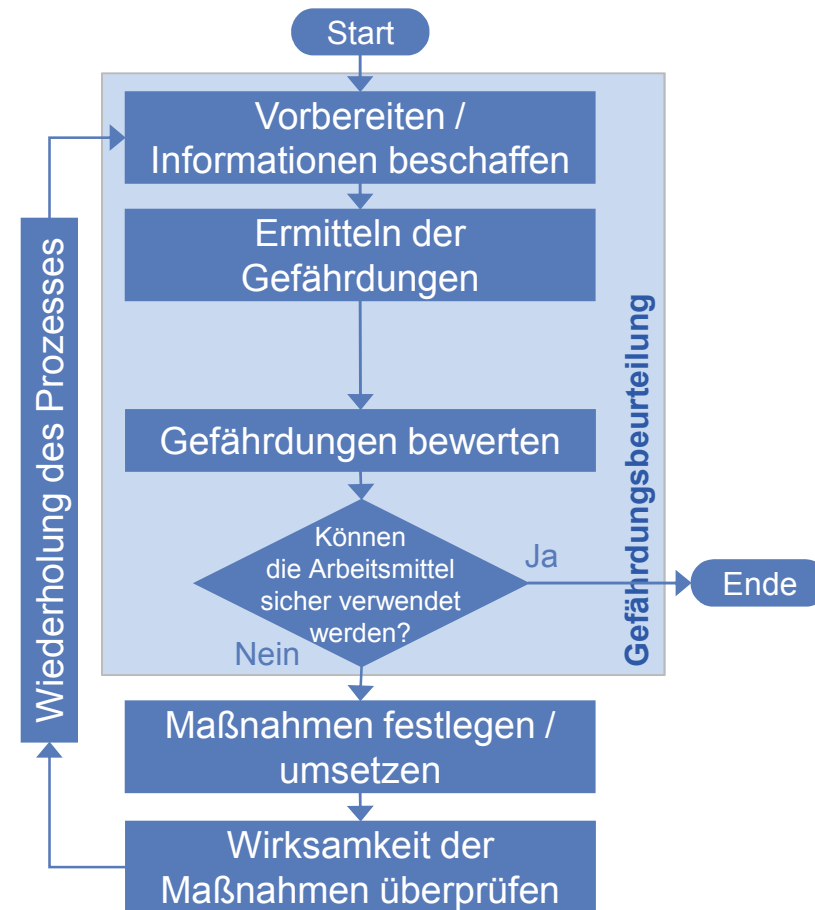 Start
Vorbereiten /
Informationen beschaffen
Ermitteln der
Gefährdungen
Gefährdungen bewerten
Können
die Arbeitsmittel
sicher verwendet
werden?
Ja
Ende
Nein
Gefährdungsbeurteilung
Maßnahmen festlegen /
umsetzen
Wirksamkeit der
Maßnahmen überprüfen
Wiederholung des Prozesses